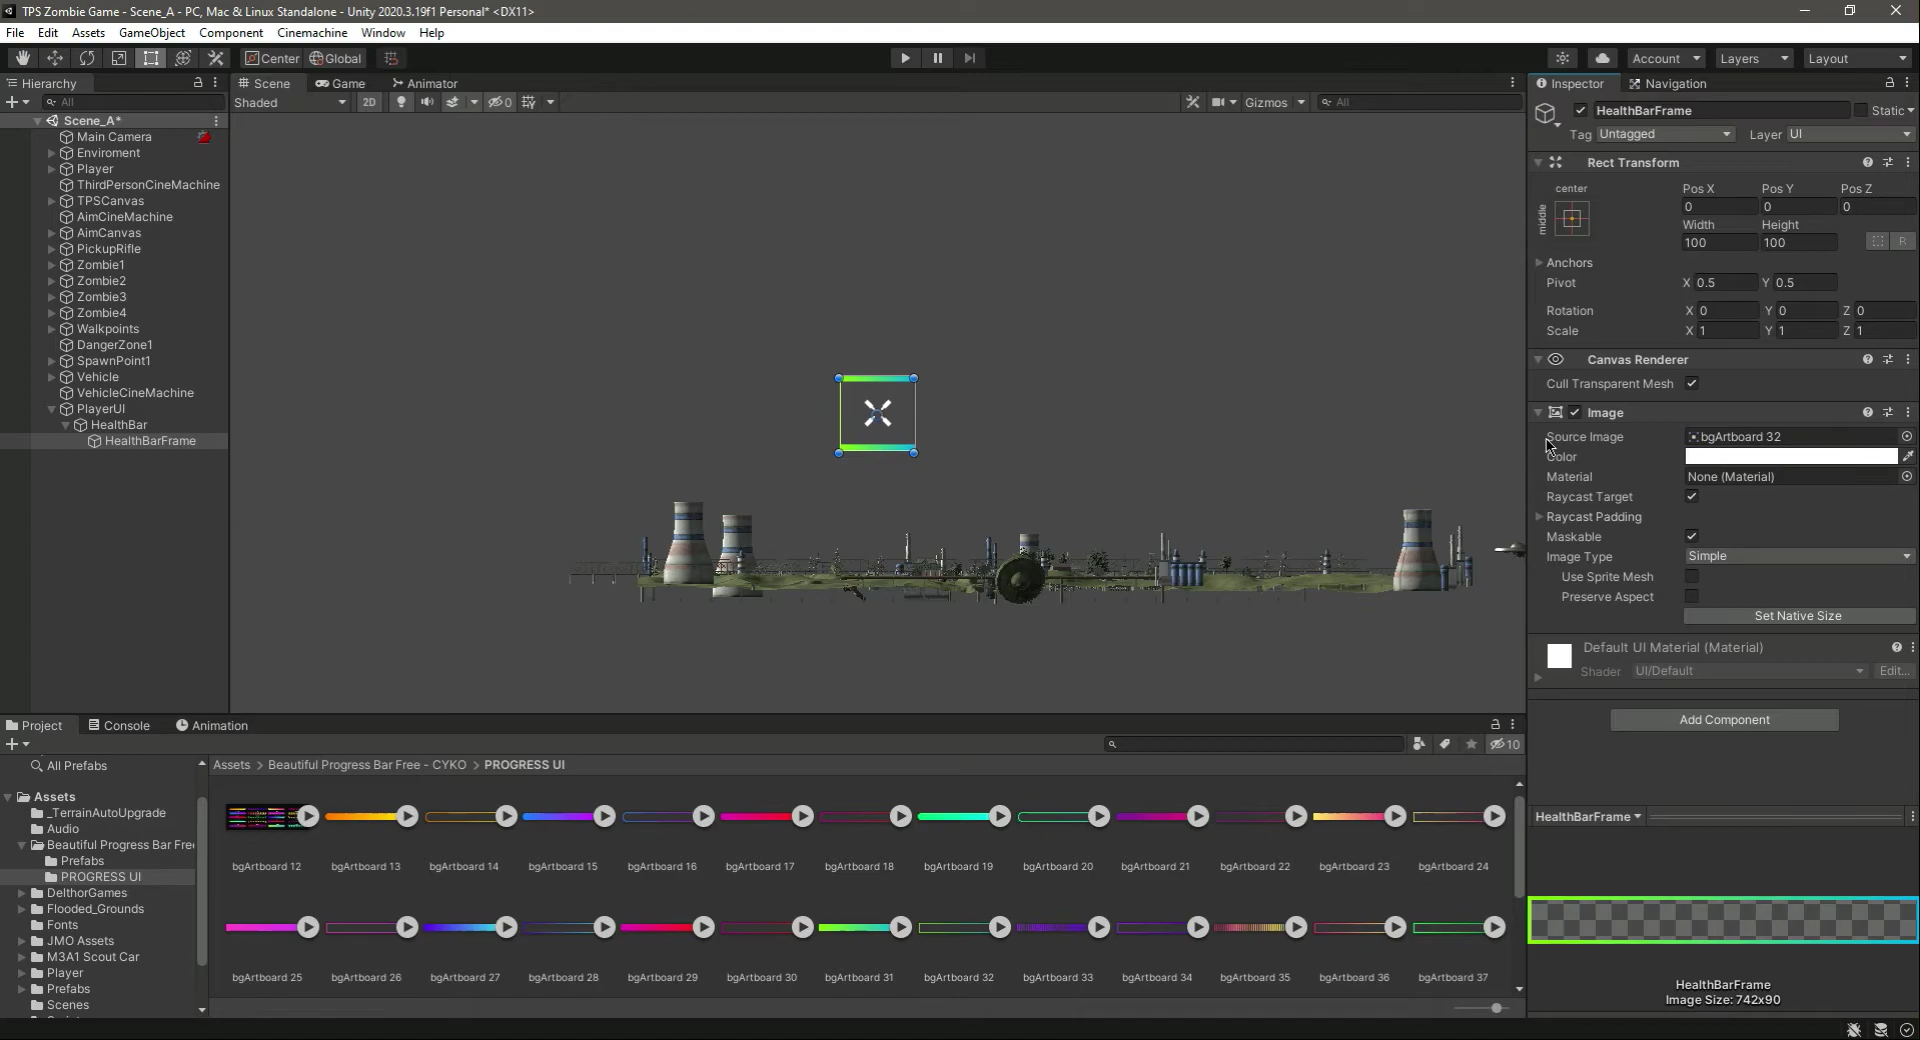 TPS Zombie Game - Scene_A - PC, Mac & Linux Standalone - Unity 2020.3.19f1 Personal* <DX11>
File Edit Assets GameObject Component Cinemachine Window Help
Center Global Account Layers Layout
Hierarchy
All
Scene_A*
Main Camera
Enviroment
Player
ThirdPersonCineMachine
TPSCanvas
AimCineMachine
AimCanvas
PickupRifle
Zombie1
Zombie2
Zombie3
Zombie4
Walkpoints
DangerZone1
SpawnPoint1
Vehicle
VehicleCineMachine
PlayerUI
HealthBar
HealthBarFrame
Scene Game Animator
Shaded 2D 0 Gizmos All
Inspector Navigation
HealthBarFrame Static
Tag Untagged Layer UI
Rect Transform
center
middle
Pos X Pos Y Pos Z
0 0 0
Width Height
100 100 R
Anchors
Pivot X 0.5 Y 0.5
Rotation X 0 Y 0 Z 0
Scale X 1 Y 1 Z 1
Canvas Renderer
Cull Transparent Mesh
Image
Source Image bgArtboard 32
Color
Material None (Material)
Raycast Target
Raycast Padding
Maskable
Image Type Simple
Use Sprite Mesh
Preserve Aspect
Set Native Size
Default UI Material (Material)
Shader UI/Default Edit...
Add Component
HealthBarFrame
HealthBarFrame
Image Size: 742x90
Project Console Animation
10
All Prefabs
Assets
_TerrainAutoUpgrade
Audio
Beautiful Progress Bar Fre
Prefabs
PROGRESS UI
DelthorGames
Flooded_Grounds
Fonts
JMO Assets
M3A1 Scout Car
Player
Prefabs
Scenes
Assets > Beautiful Progress Bar Free - CYKO > PROGRESS UI
bgArtboard 12 bgArtboard 13 bgArtboard 14 bgArtboard 15 bgArtboard 16 bgArtboard 17 bgArtboard 18 bgArtboard 19 bgArtboard 20 bgArtboard 21 bgArtboard 22 bgArtboard 23 bgArtboard 24
bgArtboard 25 bgArtboard 26 bgArtboard 27 bgArtboard 28 bgArtboard 29 bgArtboard 30 bgArtboard 31 bgArtboard 32 bgArtboard 33 bgArtboard 34 bgArtboard 35 bgArtboard 36 bgArtboard 37